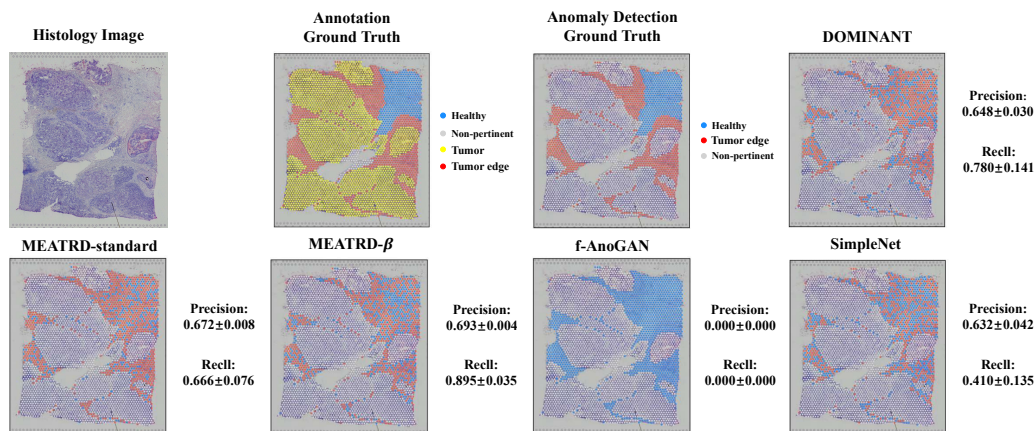 Histology Image
Annotation
Ground Truth
Healthy
Non-pertinent
Tumor
Tumor edge
Anomaly Detection
Ground Truth
Healthy
Tumor edge
Non-pertinent
DOMINANT
Precision:
0.648±0.030
Recll:
0.780±0.141
MEATRD-standard
Precision:
0.672±0.008
Recll:
0.666±0.076
MEATRD-β
Precision:
0.693±0.004
Recll:
0.895±0.035
f-AnoGAN
Precision:
0.000±0.000
Recll:
0.000±0.000
SimpleNet
Precision:
0.632±0.042
Recll:
0.410±0.135